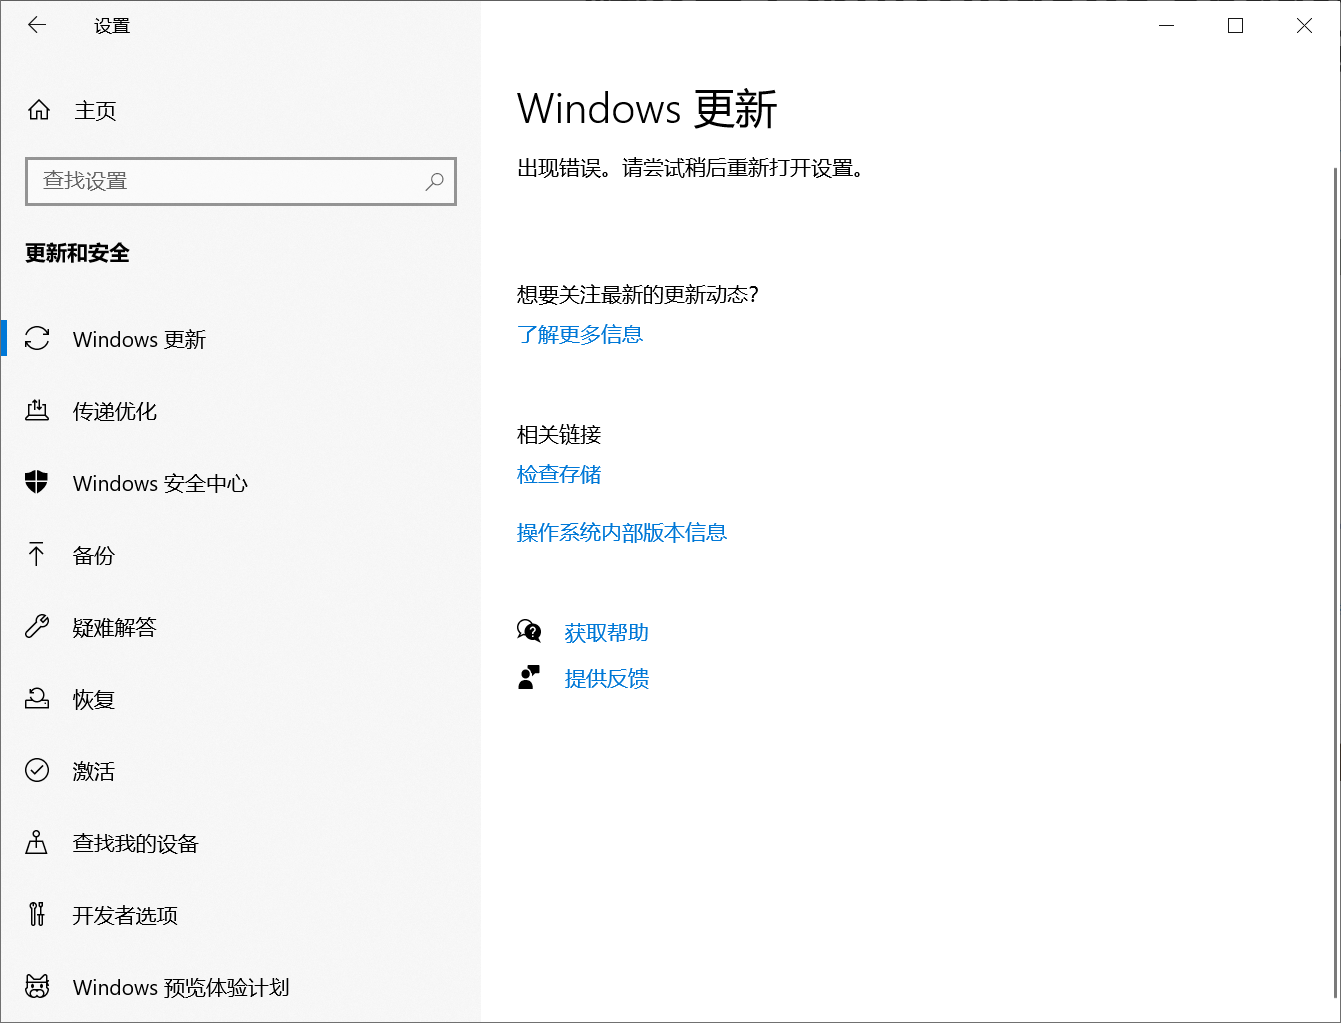 设置
主页
查找设置
更新和安全
Windows 更新
传递优化
Windows 安全中心
备份
疑难解答
恢复
激活
查找我的设备
开发者选项
Windows 预览体验计划
Windows 更新
出现错误。请尝试稍后重新打开设置。
想要关注最新的更新动态?
了解更多信息
相关链接
检查存储
操作系统内部版本信息
获取帮助
提供反馈